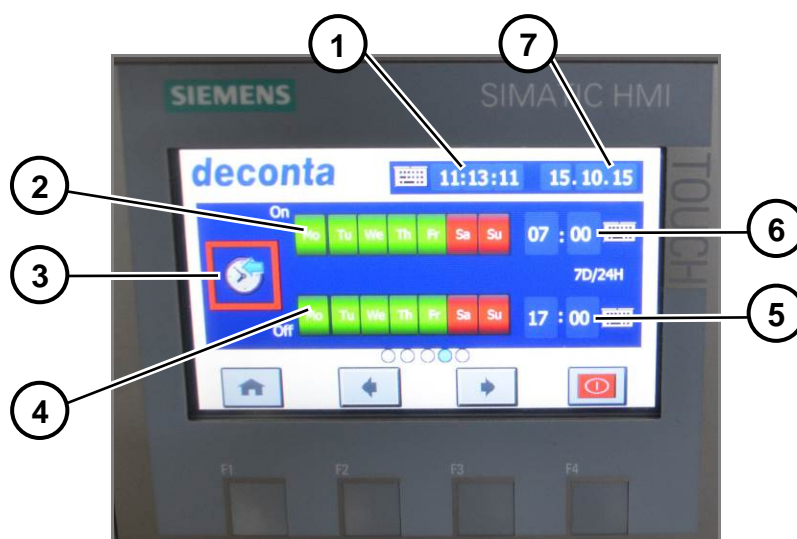 1
7
SIEMENS
SIMATIC HMI
TOUCH
deconta
11:13:11 15.10.15
2
On
Mo Tu We Th Fr Sa Su 07 : 00
6
3
7D/24H
Mo Tu We Th Fr Sa Su 17 : 00
5
Off
4
F1 F2 F3 F4